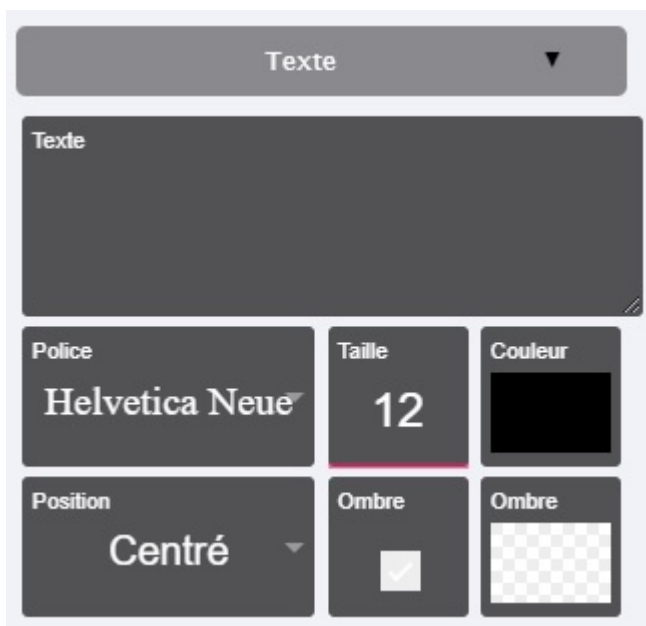 Texte
Texte
Police
Taille
Couleur
Helvetica Neue
12
Position
Ombre
Ombre
Centré